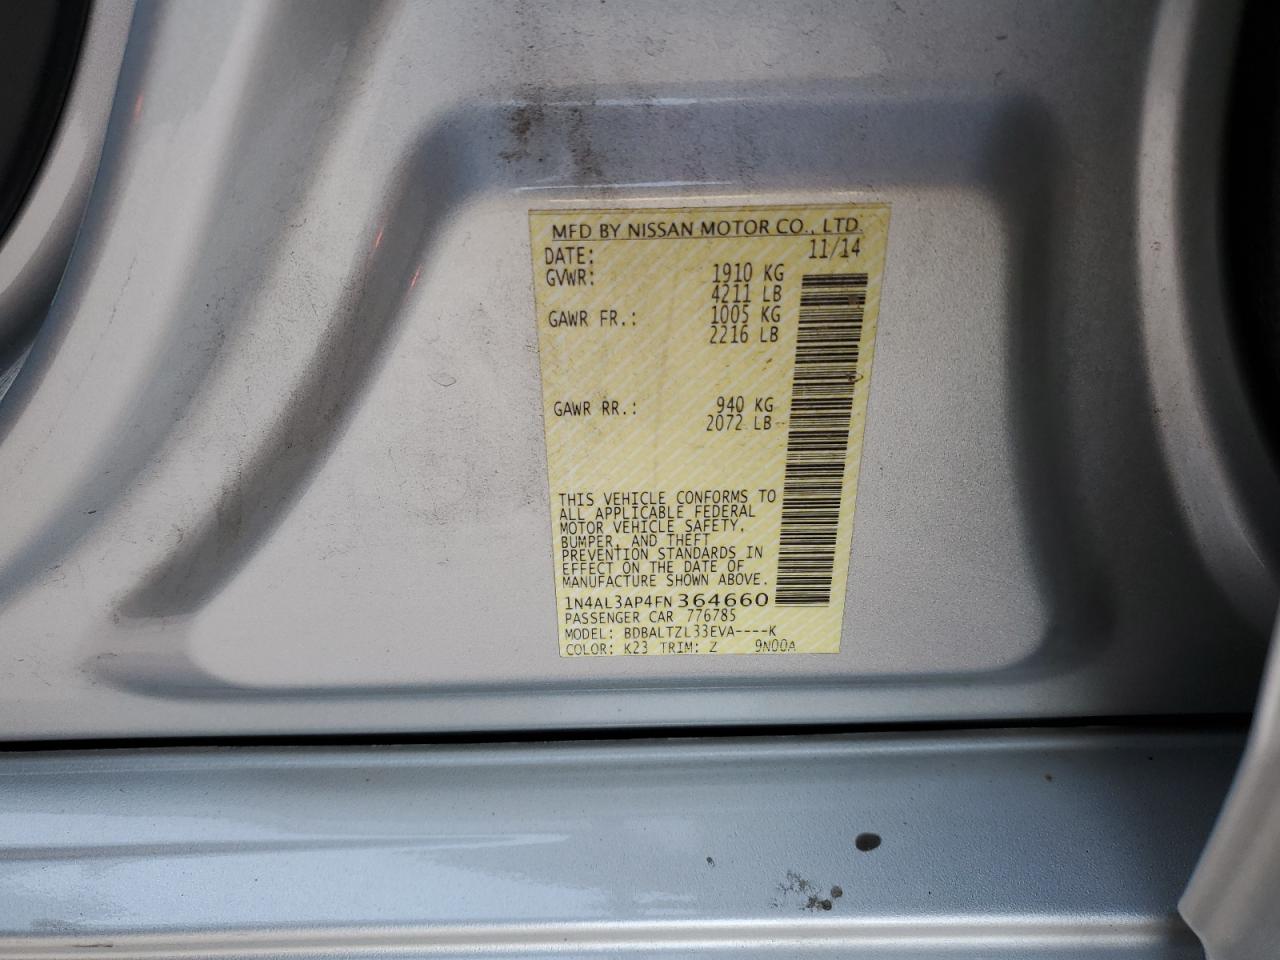 MFD BY NISSAN MOTOR CO., LTD.
DATE: 11/14
GVWR: 1910 KG
4211 LB
GAWR FR.: 1005 KG
2216 LB
GAWR RR.: 940 KG
2072 LB
THIS VEHICLE CONFORMS TO
ALL APPLICABLE FEDERAL
MOTOR VEHICLE SAFETY,
BUMPER, AND THEFT
PREVENTION STANDARDS IN
EFFECT ON THE DATE OF
MANUFACTURE SHOWN ABOVE.
1N4AL3AP4FN364660
PASSENGER CAR 776785
MODEL: BDBALTZL33EVA----K
COLOR: K23 TRIM: Z 9N00A